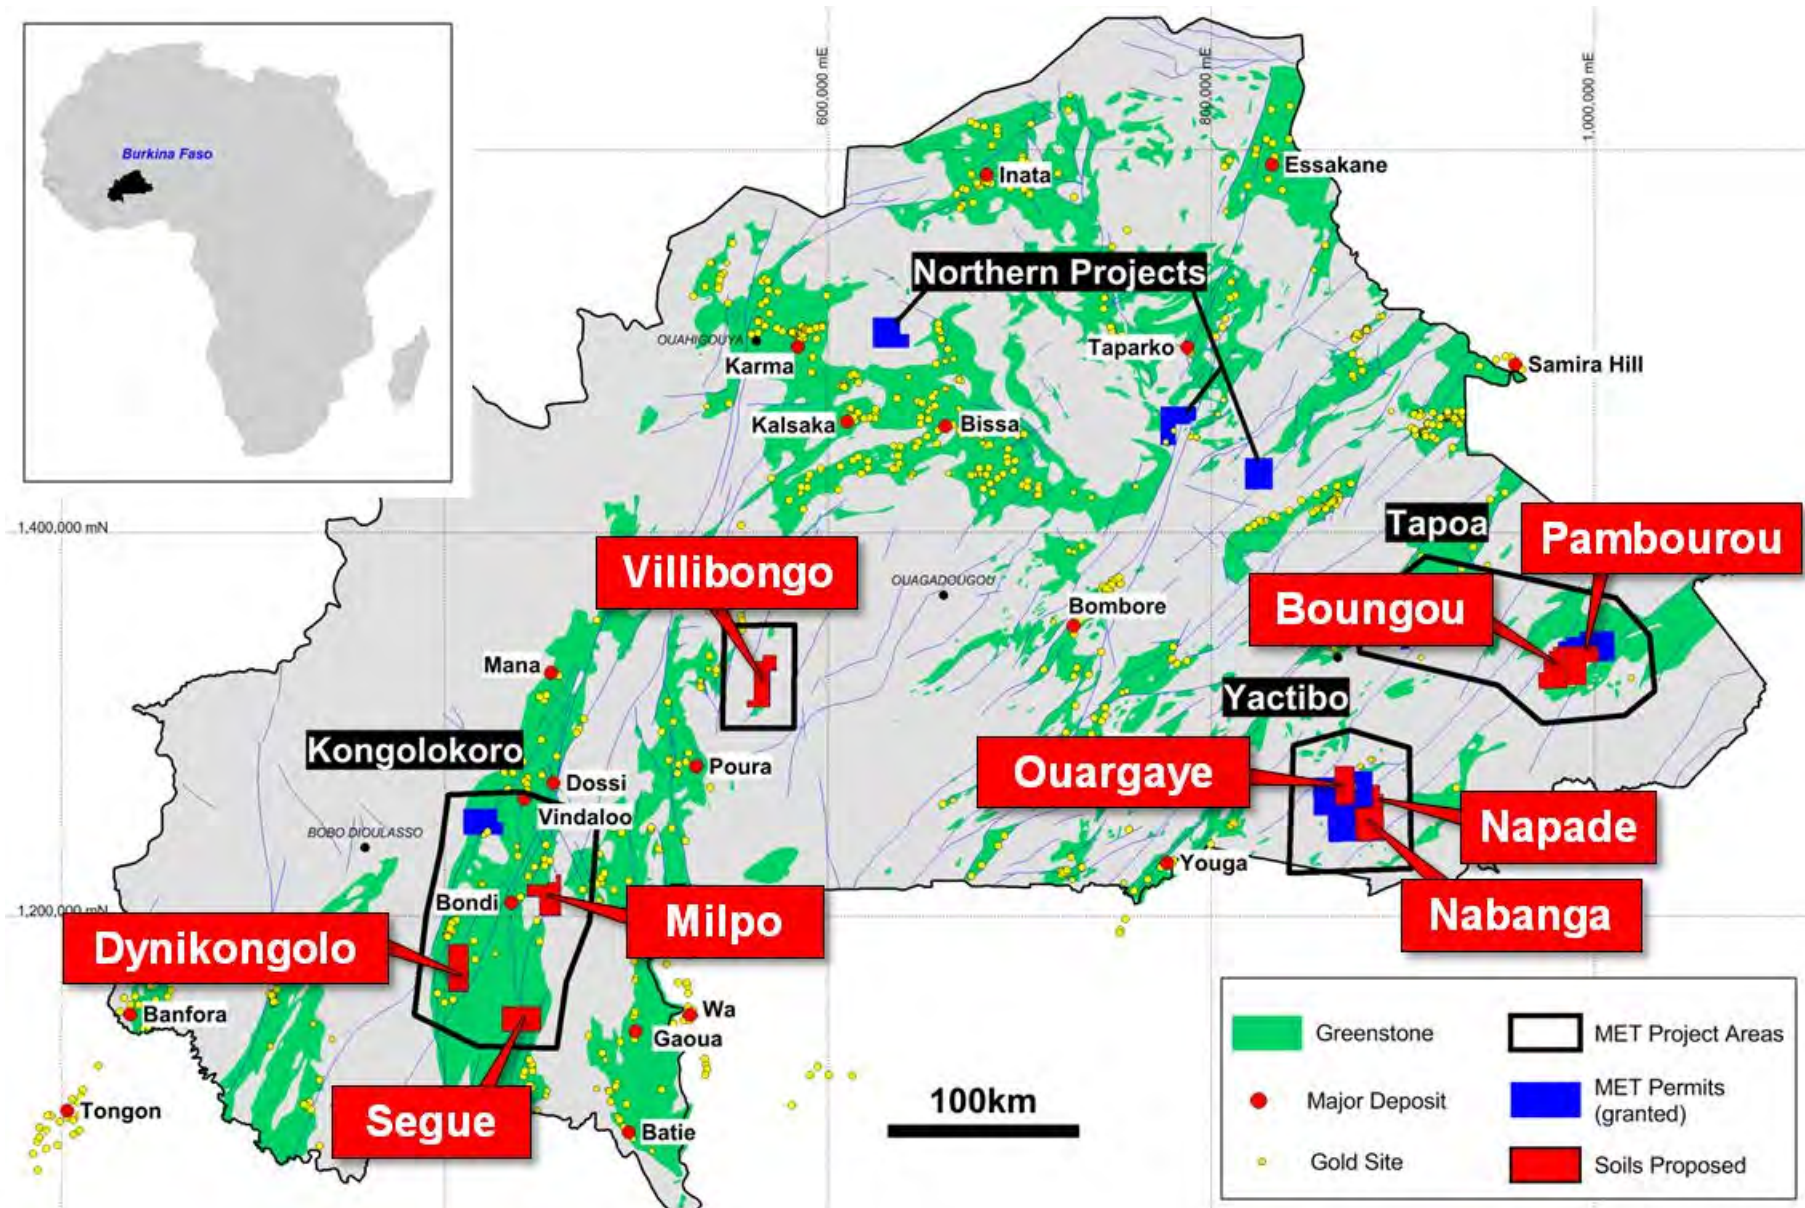 Burkina Faso
600,000 mE
800,000 mE
1,000,000 mE
Inata
Essakane
Northern Projects
OUAHIGOUYA
Karma
Taparko
Samira Hill
Kalsaka
Bissa
1,400,000 mN
Tapoa
Pambourou
Villibongo
OUAGADOUGOU
Boungou
Bombore
Mana
Yactibo
Kongolokoro
Poura
Ouargaye
Dossi
Vindaloo
Napade
BOBO DIOULASSO
Youga
Bondi
1,200,000 mN
Milpo
Nabanga
Dynikongolo
Banfora
Wa
Gaoua
Segue
Tongon
Batie
100km
Greenstone
MET Project Areas
Major Deposit
MET Permits
(granted)
Gold Site
Soils Proposed